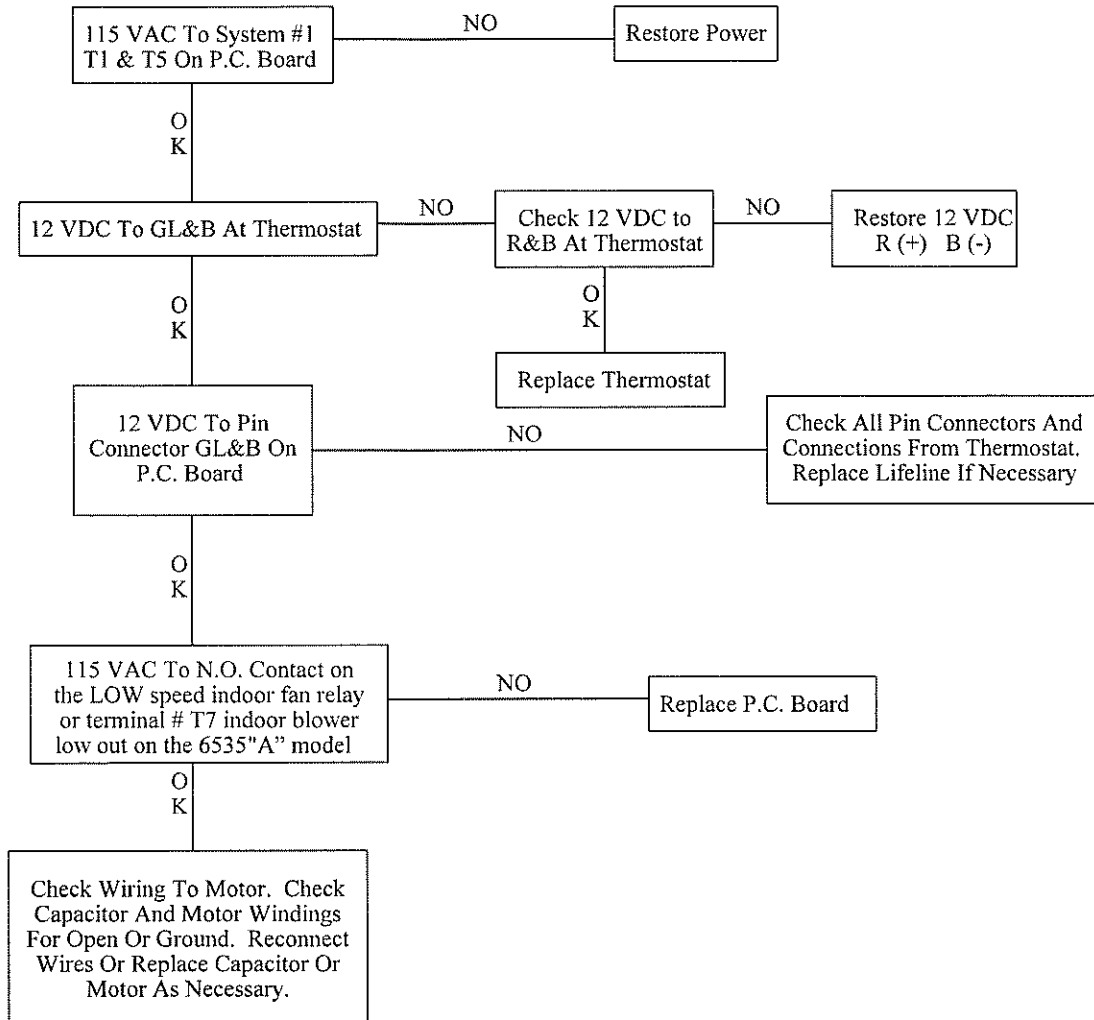 115 VAC To System #1
T1 & T5 On P.C. Board
NO
Restore Power
O
K
12 VDC To GL&B At Thermostat
NO
Check 12 VDC to
R&B At Thermostat
NO
Restore 12 VDC
R (+) B (-)
O
K
O
K
Replace Thermostat
12 VDC To Pin
Connector GL&B On
P.C. Board
NO
Check All Pin Connectors And
Connections From Thermostat.
Replace Lifeline If Necessary
O
K
115 VAC To N.O. Contact on
the LOW speed indoor fan relay
or terminal # T7 indoor blower
low out on the 6535"A” model
NO
Replace P.C. Board
O
K
Check Wiring To Motor. Check
Capacitor And Motor Windings
For Open Or Ground. Reconnect
Wires Or Replace Capacitor Or
Motor As Necessary.